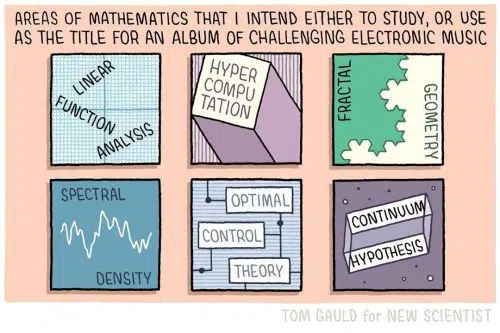 AREAS OF MATHEMATICS THAT I INTEND EITHER TO STUDY, OR USE
AS THE TITLE FOR AN ALBUM OF CHALLENGING ELECTRONIC MUSIC
LINEAR
FUNCTION
ANALYSIS
HYPER
COMPU
TATION
FRACTAL
GEOMETRY
SPECTRAL
DENSITY
OPTIMAL
CONTROL
THEORY
CONTINUUM
HYPOTHESIS
TOM GAULD for NEW SCIENTIST